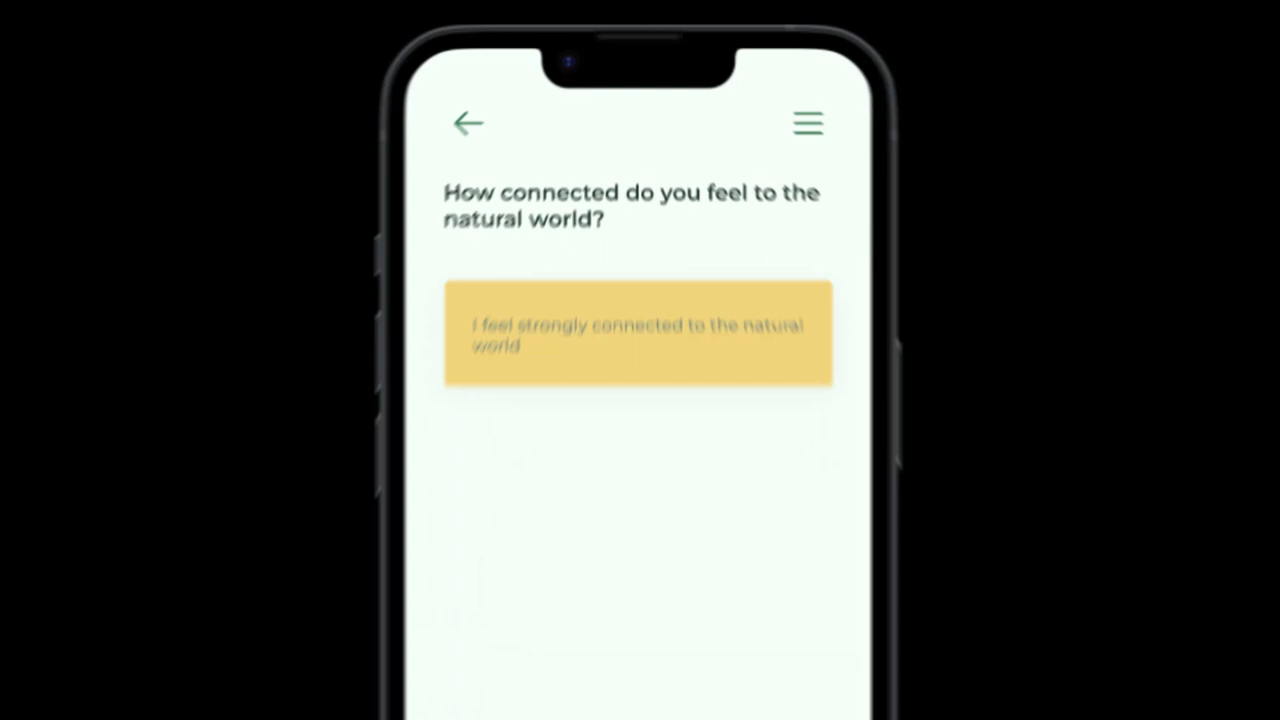 How connected do you feel to the
natural world?
I feel strongly connected to the natural
world